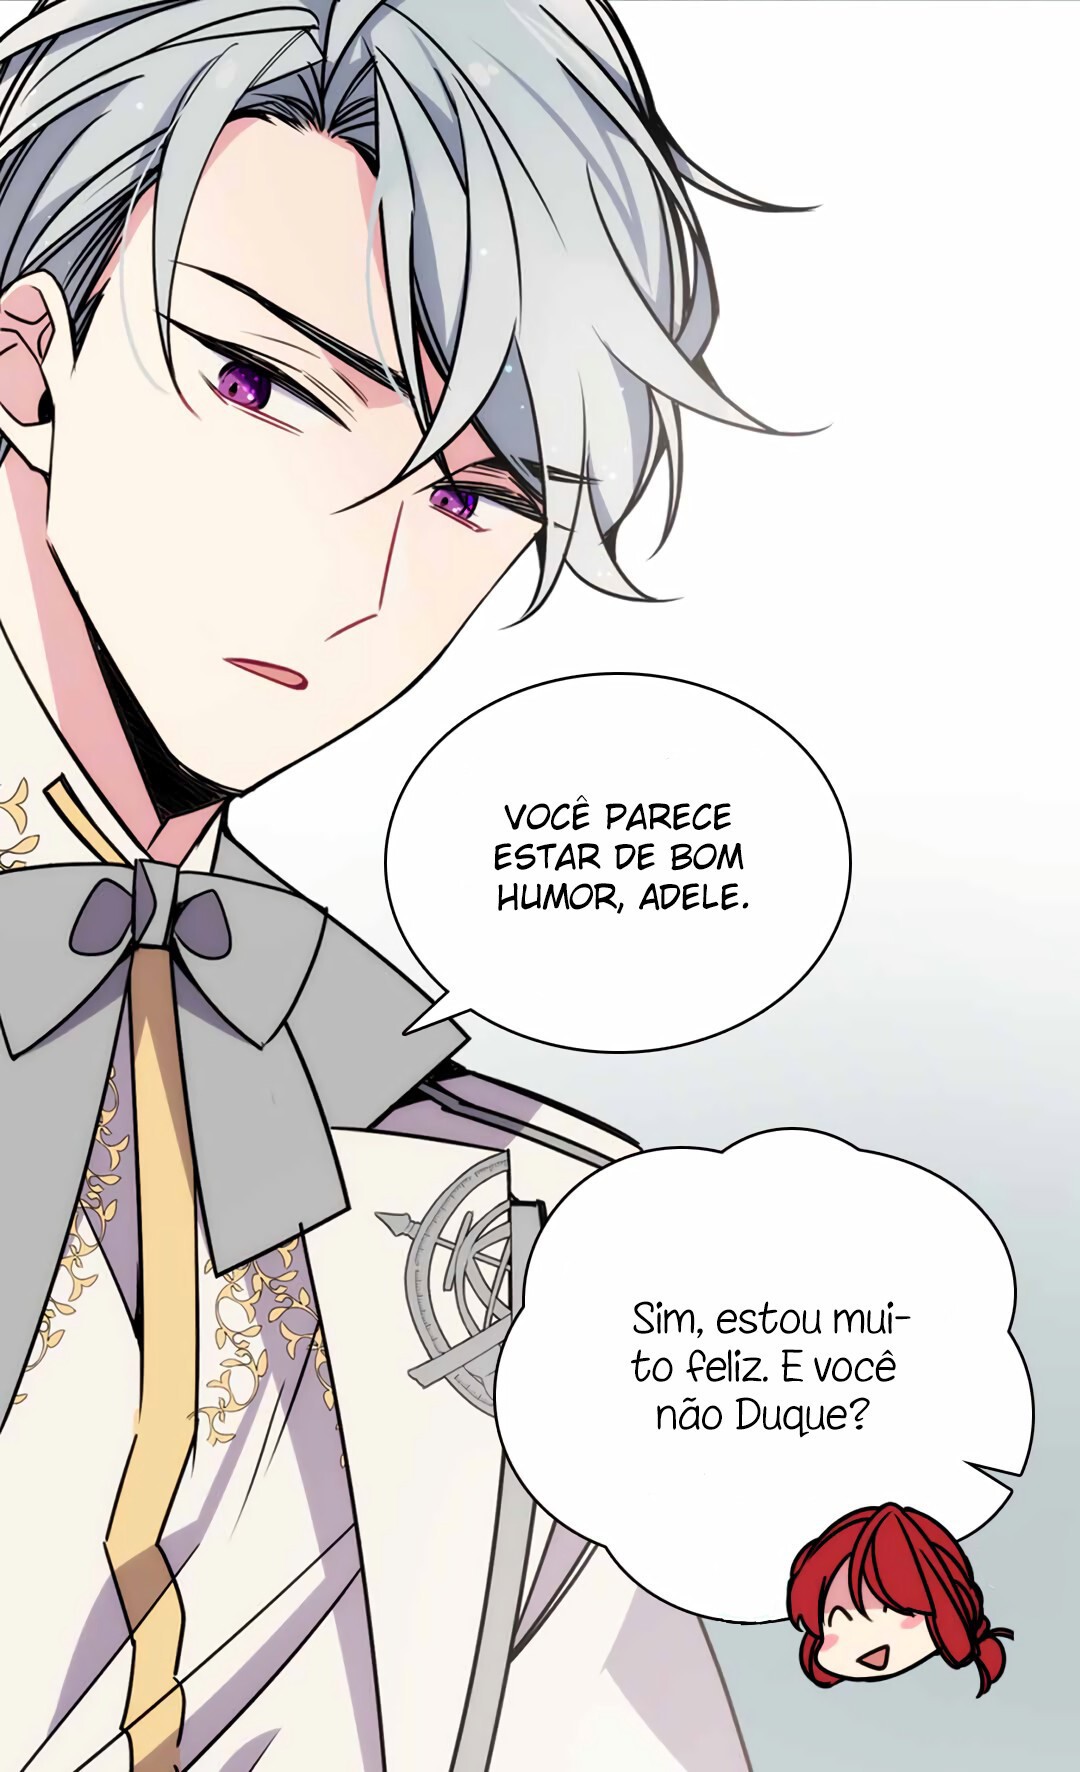 VOCÊ PARECE
ESTAR DE BOM
HUMOR, ADELE.
Sim, estou mui-
to feliz. E você
não Duque?